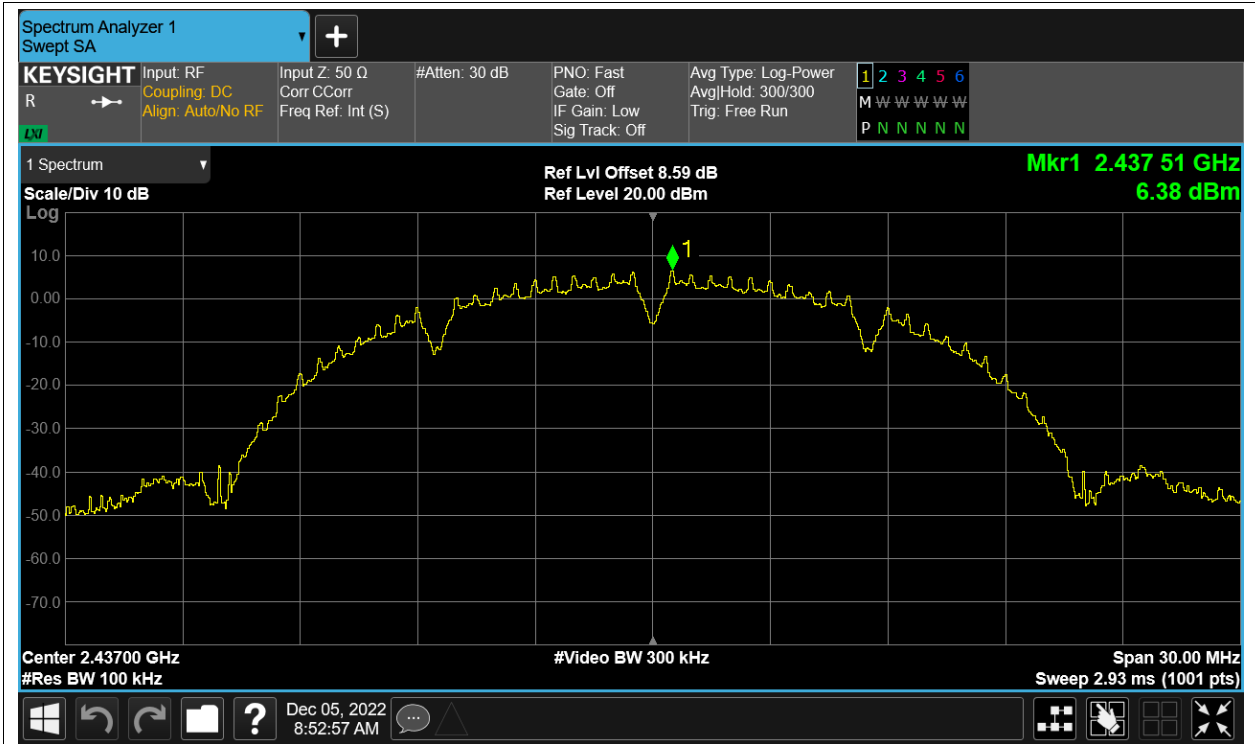 Spectrum Analyzer 1
Swept SA
KEYSIGHT
R
LXI
Input: RF
Coupling: DC
Align: Auto/No RF
Input Z: 50 Ω
Corr CCorr
Freq Ref: Int (S)
#Atten: 30 dB
PNO: Fast
Gate: Off
IF Gain: Low
Sig Track: Off
Avg Type: Log-Power
Avg|Hold: 300/300
Trig: Free Run
1 2 3 4 5 6
M W W W W W
P N N N N N
1 Spectrum
Scale/Div 10 dB
Log
Ref Lvl Offset 8.59 dB
Ref Level 20.00 dBm
Mkr1 2.437 51 GHz
6.38 dBm
1
10.0
0.00
-10.0
-20.0
-30.0
-40.0
-50.0
-60.0
-70.0
Center 2.43700 GHz
#Res BW 100 kHz
#Video BW 300 kHz
Span 30.00 MHz
Sweep 2.93 ms (1001 pts)
?
Dec 05, 2022
8:52:57 AM